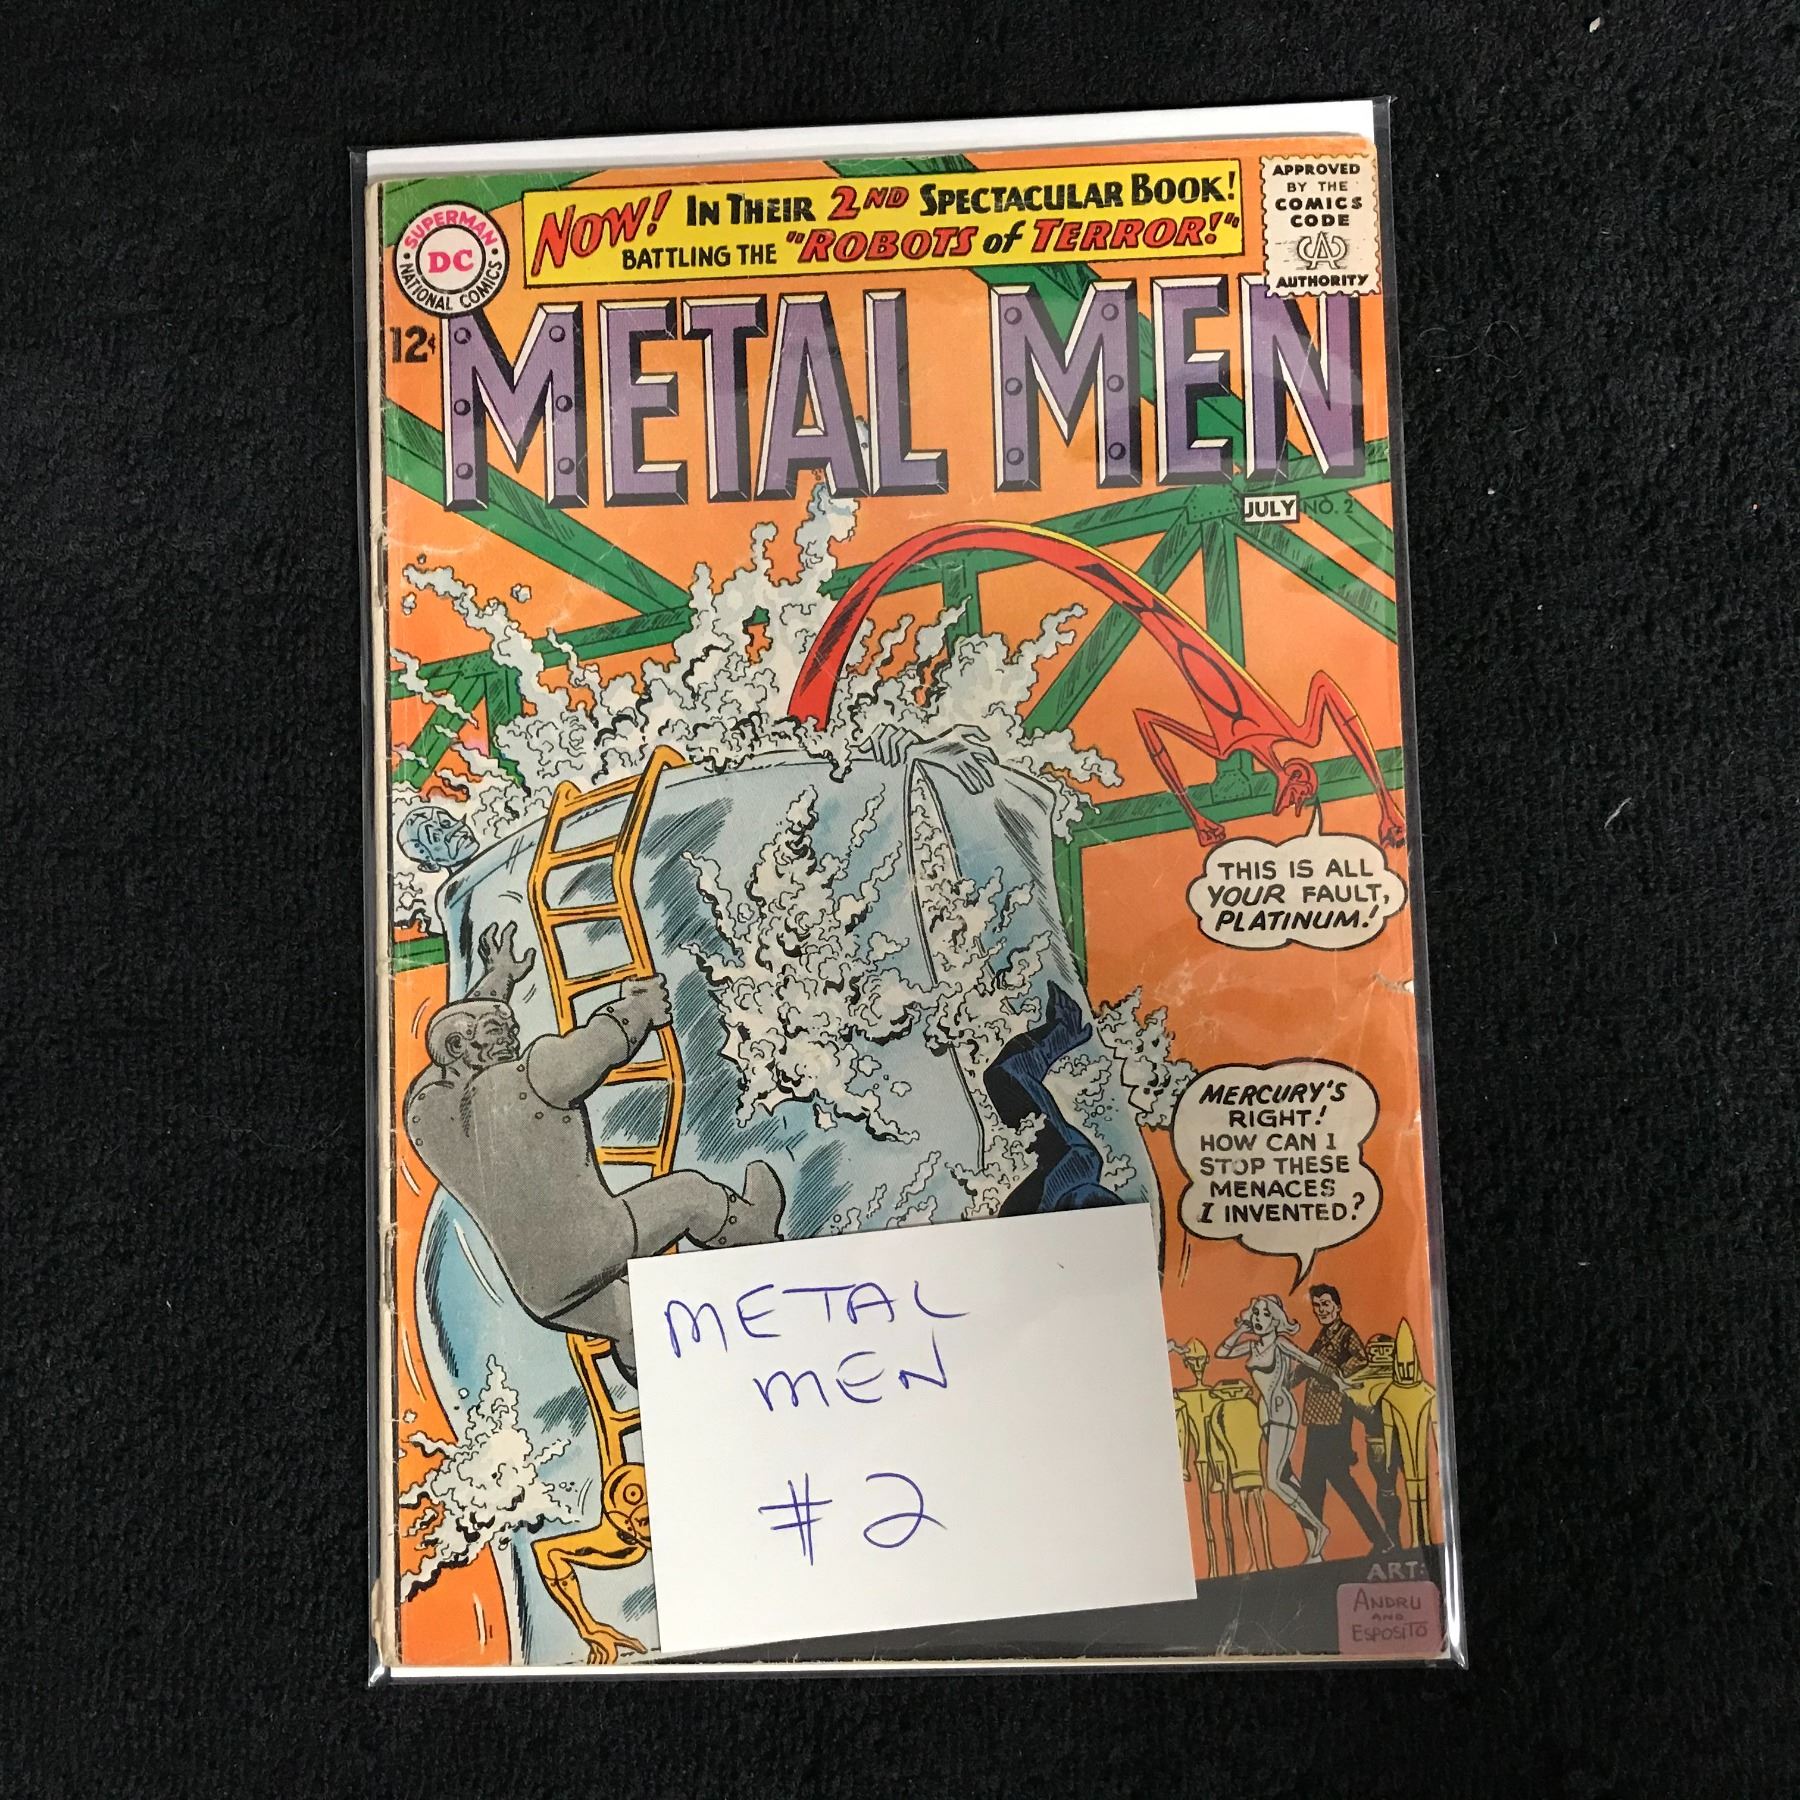 NOW! IN THEIR 2ND SPECTACULAR BOOK!
BATTLING THE "ROBOTS of TERROR!"
APPROVED
BY THE
COMICS
CODE
CA
AUTHORITY
SUPERMAN
DC
NATIONAL COMICS
12¢
METAL MEN
JULY NO. 2
THIS IS ALL
YOUR FAULT,
PLATINUM!
MERCURY'S
RIGHT!
HOW CAN I
STOP THESE
MENACES
I INVENTED?
P
METAL
MEN
#2
ART:
ANDRU
AND
ESPOSITO